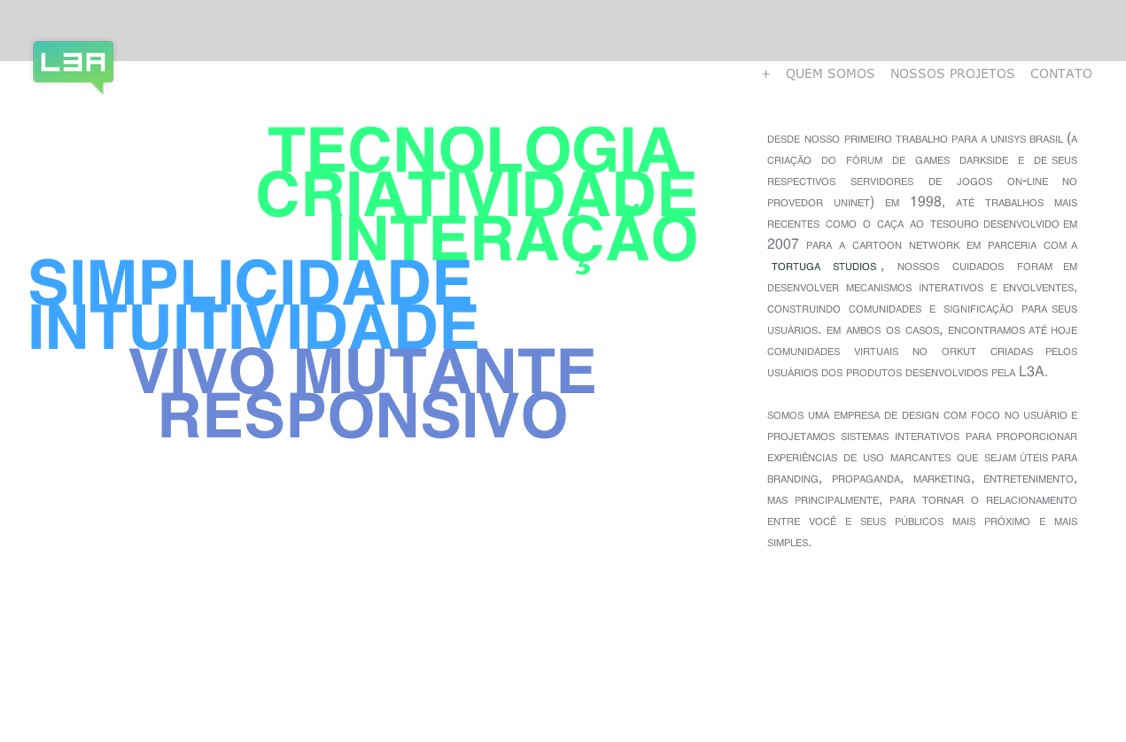 L3A
+ QUEM SOMOS NOSSOS PROJETOS CONTATO
TECNOLOGIA
CRIATIVIDADE
INTERAÇÃO
SIMPLICIDADE
INTUITIVIDADE
VIVO MUTANTE
RESPONSIVO
DESDE NOSSO PRIMEIRO TRABALHO PARA A UNISYS BRASIL (A
CRIAÇÃO DO FÓRUM DE GAMES DARKSIDE E DE SEUS
RESPECTIVOS SERVIDORES DE JOGOS ON-LINE NO
PROVEDOR UNINET) EM 1998, ATÉ TRABALHOS MAIS
RECENTES COMO O CAÇA AO TESOURO DESENVOLVIDO EM
2007 PARA A CARTOON NETWORK EM PARCERIA COM A
TORTUGA STUDIOS , NOSSOS CUIDADOS FORAM EM
DESENVOLVER MECANISMOS INTERATIVOS E ENVOLVENTES,
CONSTRUINDO COMUNIDADES E SIGNIFICAÇÃO PARA SEUS
USUÁRIOS. EM AMBOS OS CASOS, ENCONTRAMOS ATÉ HOJE
COMUNIDADES VIRTUAIS NO ORKUT CRIADAS PELOS
USUÁRIOS DOS PRODUTOS DESENVOLVIDOS PELA L3A.
SOMOS UMA EMPRESA DE DESIGN COM FOCO NO USUÁRIO E
PROJETAMOS SISTEMAS INTERATIVOS PARA PROPORCIONAR
EXPERIÊNCIAS DE USO MARCANTES QUE SEJAM ÚTEIS PARA
BRANDING, PROPAGANDA, MARKETING, ENTRETENIMENTO,
MAS PRINCIPALMENTE, PARA TORNAR O RELACIONAMENTO
ENTRE VOCÊ E SEUS PÚBLICOS MAIS PRÓXIMO E MAIS
SIMPLES.